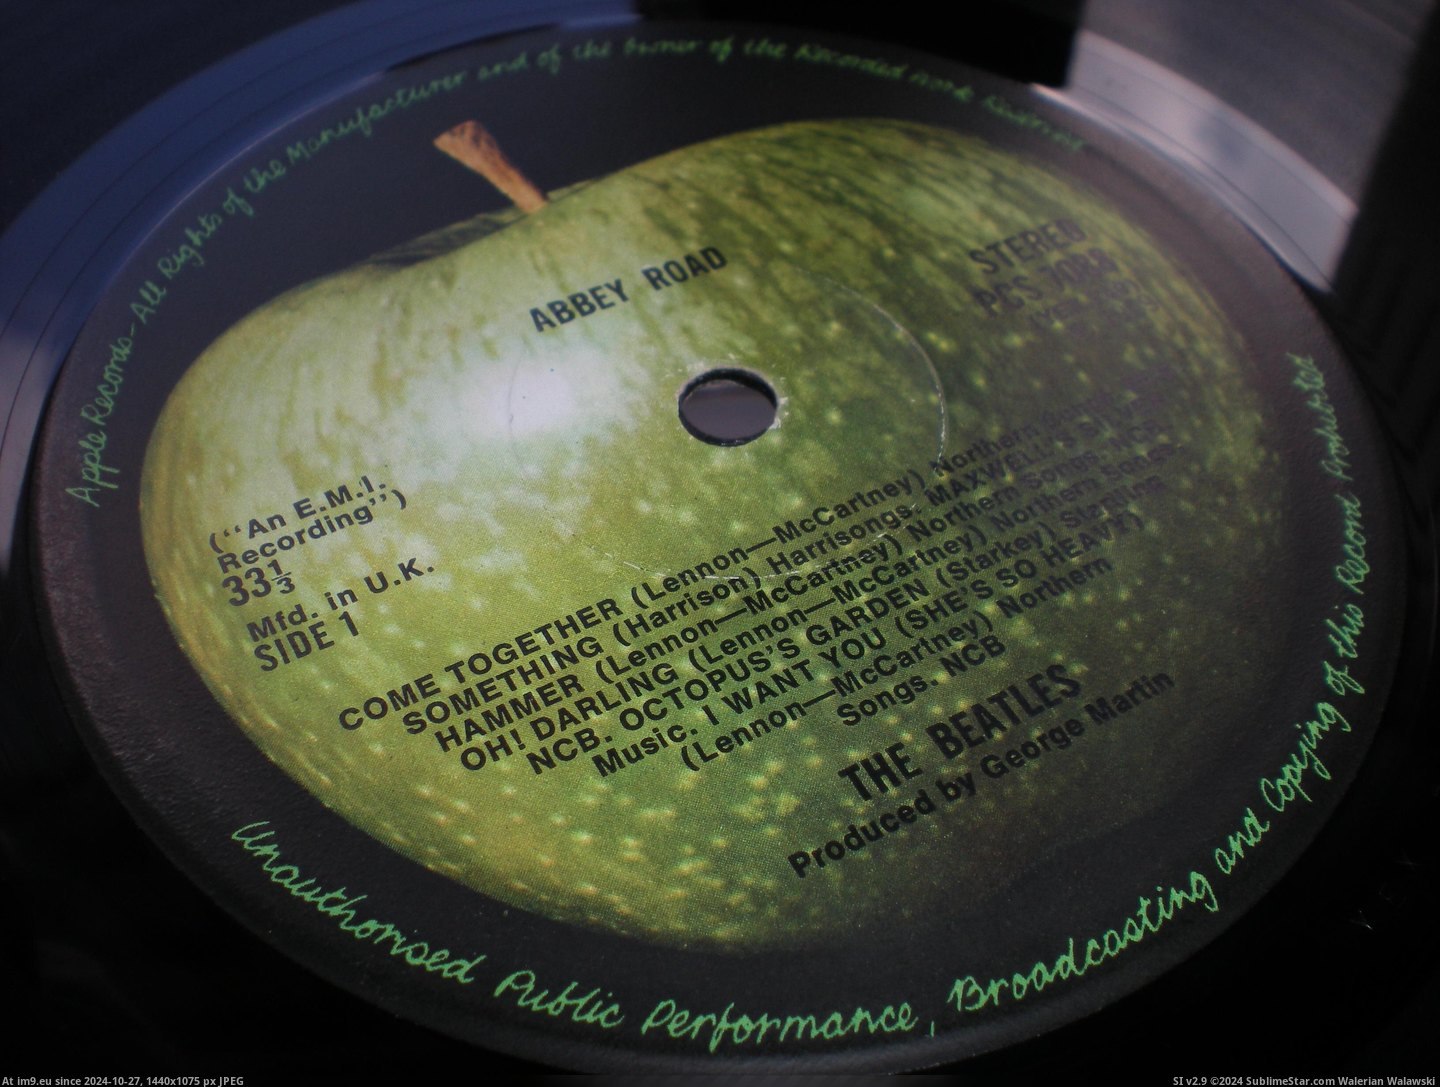 Apple Records - All Rights of the Manufacturer and of the Owner of the Recorded Work Reserved
ABBEY ROAD
STEREO
PCS 7088
("An E.M.I.
Recording")
33⅓
Mfd. in U.K.
SIDE 1
COME TOGETHER (Lennon—McCartney) Northern Songs
SOMETHING (Harrison) Harrisongs. MAXWELL'S SILVER
HAMMER (Lennon—McCartney) Northern Songs. NCB.
OH! DARLING (Lennon—McCartney) Northern Songs.
NCB. OCTOPUS'S GARDEN (Starkey) Startling
Music. I WANT YOU (SHE'S SO HEAVY)
(Lennon—McCartney) Northern
Songs. NCB
THE BEATLES
Produced by George Martin
Unauthorised Public Performance, Broadcasting and Copying of this Record Prohibited
At im9.eu since 2024-10-27, 1440x1075 px JPEG
SI v2.9 ©2024 SublimeStar.com Walerian Walawski